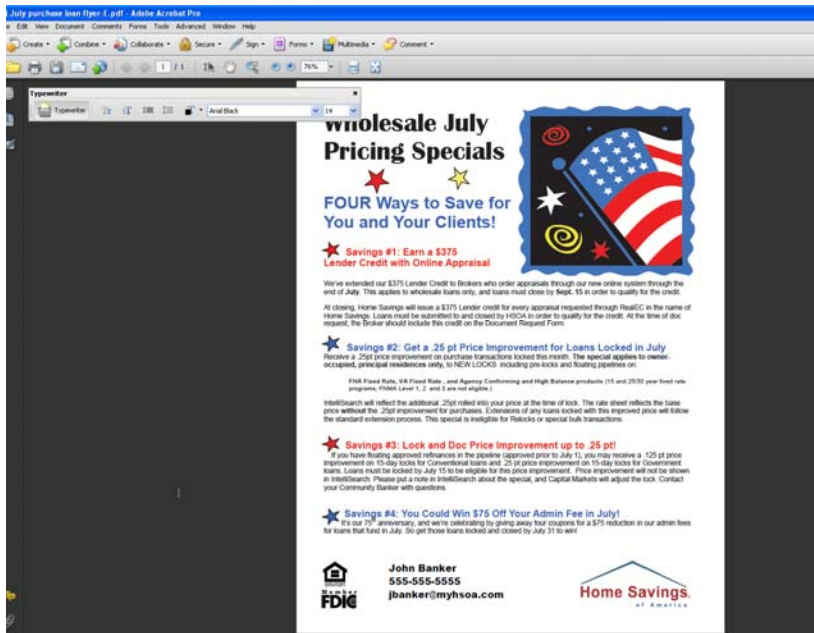 July purchase loan flyer f.pdf - Adobe Acrobat Pro
Edit View Document Comments Forms Tools Advanced Window Help
Create Combine Collaborate Secure Sign Forms Multimedia Comment
1 / 1 76%
Typewriter
Typewriter Arial Black 14
Wholesale July
Pricing Specials
FOUR Ways to Save for
You and Your Clients!
Savings #1: Earn a $375
Lender Credit with Online Appraisal
We've extended our $375 Lender Credit to Brokers who order appraisals through our new online system through the
end of July. This applies to wholesale loans only, and loans must close by Sept. 15 in order to qualify for the credit.
At closing, Home Savings will issue a $375 Lender credit for every appraisal requested through RealEC in the name of
Home Savings. Loans must be submitted to and closed by HSOA in order to qualify for the credit. At the time of doc
request, the Broker should include this credit on the Document Request Form
Savings #2: Get a .25 pt Price Improvement for Loans Locked in July
Receive a .25pt price improvement on purchase transactions locked this month. The special applies to owner-
occupied, principal residences only, to NEW LOCKS including pre-locks and floating pipelines on:
FHA Fixed Rate, VA Fixed Rate , and Agency Conforming and High Balance products (15 and 25/30 year fixed rate
programs; FNMA Level 1, 2 and 3 are not eligible.)
IntelliSearch will reflect the additional .25pt rolled into your price at the time of lock. The rate sheet reflects the base
price without the .25pt improvement for purchases. Extensions of any loans locked with this improved price will follow
the standard extension process. This special is ineligible for Relocks or special bulk transactions.
Savings #3: Lock and Doc Price Improvement up to .25 pt!
If you have floating approved refinances in the pipeline (approved prior to July 1), you may receive a .125 pt price
improvement on 15-day locks for Conventional loans and .25 pt price improvement on 15-day locks for Government
loans. Loans must be locked by July 15 to be eligible for this price improvement. Price improvement will not be shown
in IntelliSearch. Please put a note in IntelliSearch about the special, and Capital Markets will adjust the lock. Contact
your Community Banker with questions.
Savings #4: You Could Win $75 Off Your Admin Fee in July!
It's our 75th anniversary, and we're celebrating by giving away four coupons for a $75 reduction in our admin fees
for loans that fund in July. So get those loans locked and closed by July 31 to win!
Member
FDIC
John Banker
555-555-5555
jbanker@myhsoa.com
Home Savings
of America